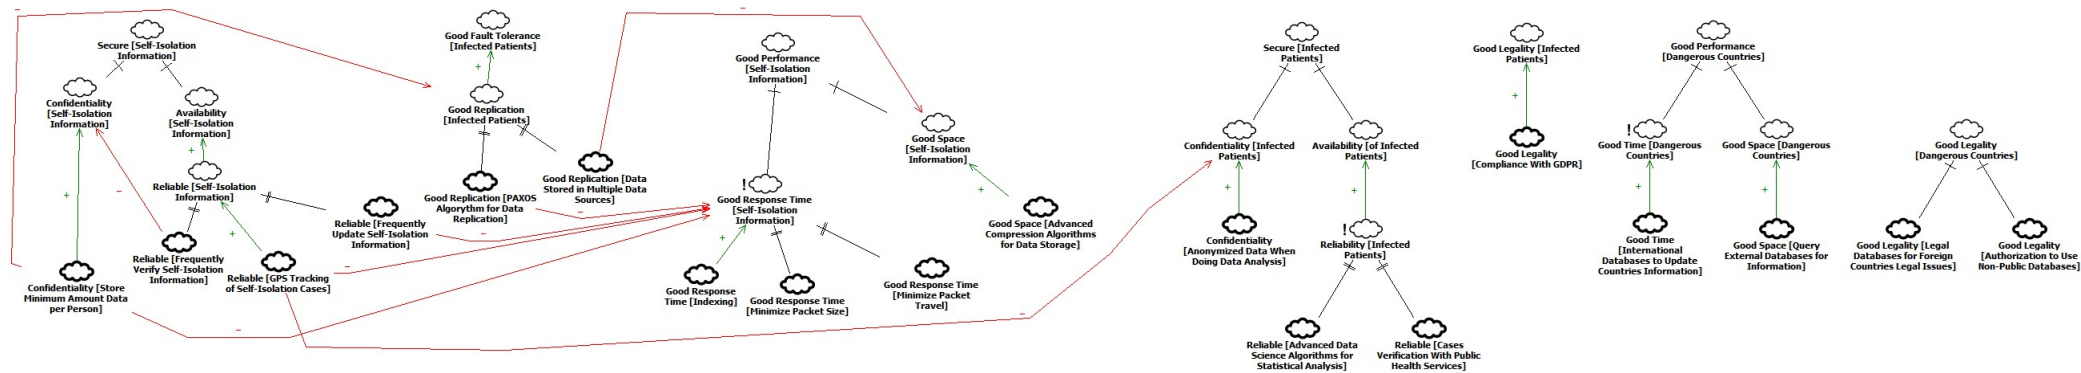 Secure [Self-Isolation
Information]
Confidentiality
[Self-Isolation
Information]
Availability
[Self-Isolation
Information]
Reliable [Self-Isolation
Information]
Reliable [Frequently
Verify Self-Isolation
Information]
Reliable [Frequently
Update Self-Isolation
Information]
Reliable [GPS Tracking
of Self-Isolation Cases]
Confidentiality [Store
Minimum Amount Data
per Person]
Good Fault Tolerance
[Infected Patients]
Good Replication
[Infected Patients]
Good Replication [PAXOS
Algorythm for Data
Replication]
Good Replication [Data
Stored in Multiple Data
Sources]
Good Performance
[Self-Isolation
Information]
Good Space
[Self-Isolation
Information]
! Good Response Time
[Self-Isolation
Information]
Good Space [Advanced
Compression Algorithms
for Data Storage]
Good Response
Time [Indexing]
Good Response Time
[Minimize Packet Size]
Good Response Time
[Minimize Packet
Travel]
Secure [Infected
Patients]
Confidentiality [Infected
Patients]
Availability [of Infected
Patients]
Confidentiality
[Anonymized Data When
Doing Data Analysis]
! Reliability [Infected
Patients]
Reliable [Advanced Data
Science Algorithms for
Statistical Analysis]
Reliable [Cases
Verification With Public
Health Services]
Good Legality [Infected
Patients]
Good Legality
[Compliance With GDPR]
Good Performance
[Dangerous Countries]
! Good Time [Dangerous
Countries]
Good Space [Dangerous
Countries]
Good Time
[International
Databases to Update
Countries Information]
Good Space [Query
External Databases for
Information]
Good Legality
[Dangerous Countries]
Good Legality [Legal
Databases for Foreign
Countries Legal Issues]
Good Legality
[Authorization to Use
Non-Public Databases]